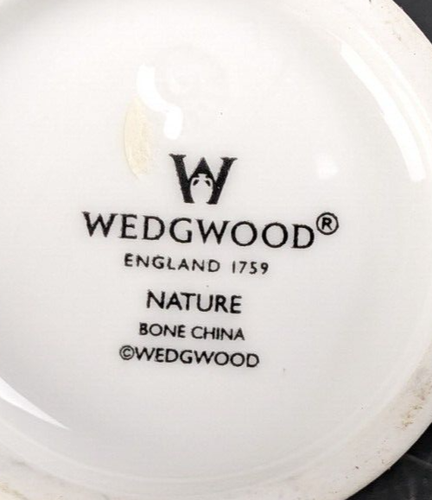 W
WEDGWOOD®
ENGLAND 1759
NATURE
BONE CHINA
©WEDGWOOD